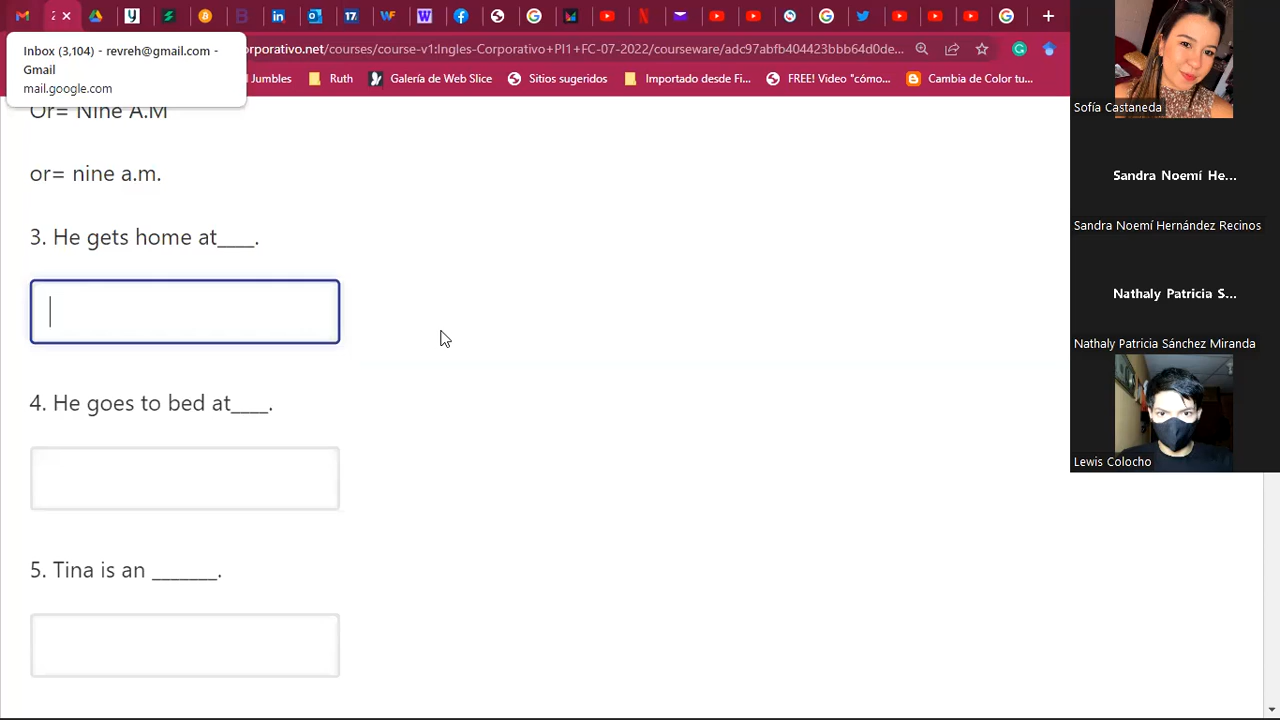 Inbox (3,104) - revreh@gmail.com -
Gmail
mail.google.com
orporativo.net/courses/course-v1:Ingles-Corporativo+PI1+FC-07-2022/courseware/adc97abfb404423bbb64d0de...
l Jumbles
Ruth
Galería de Web Slice
Sitios sugeridos
Importado desde Fi...
FREE! Video "cómo...
Cambia de Color tu...
Or= Nine A.M
or= nine a.m.
3. He gets home at____.
4. He goes to bed at____.
5. Tina is an _______.
Sofía Castaneda
Sandra Noemí He...
Sandra Noemí Hernández Recinos
Nathaly Patricia S...
Nathaly Patricia Sánchez Miranda
Lewis Colocho